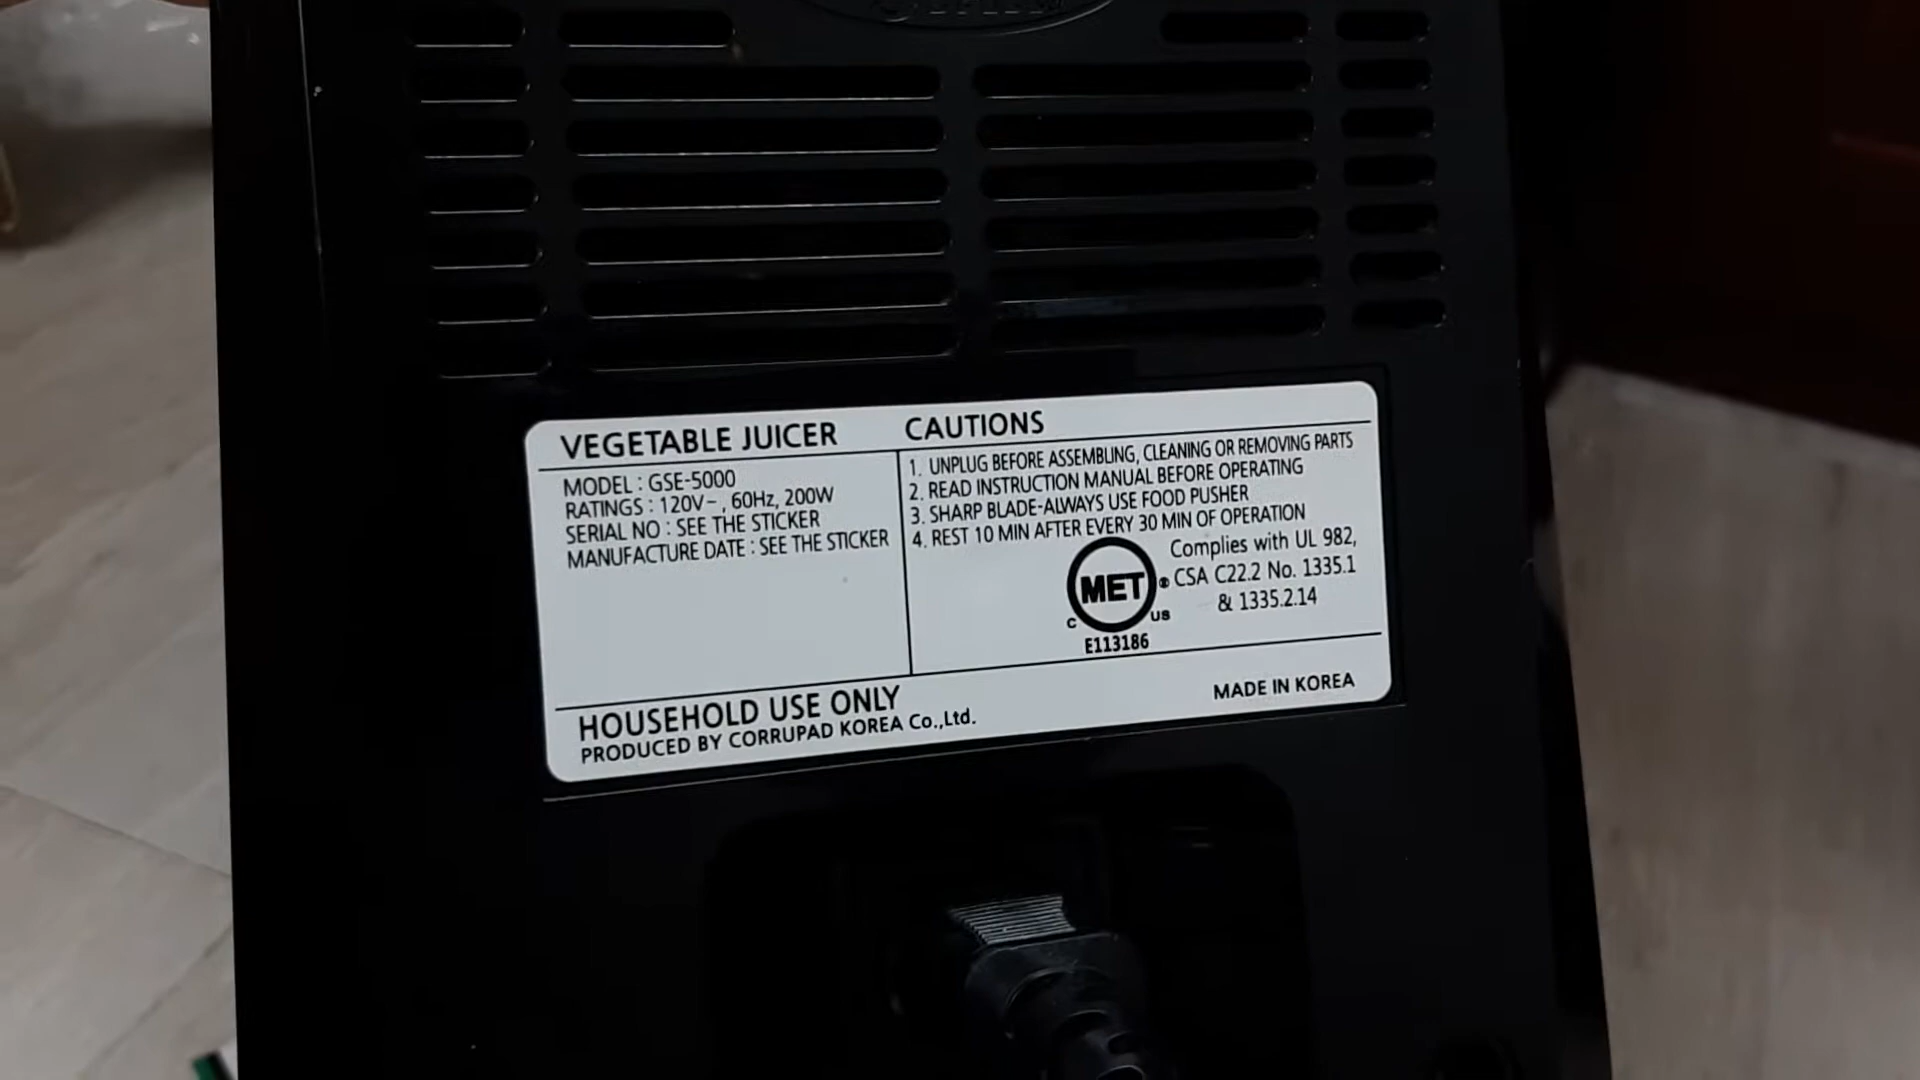 VEGETABLE JUICER
MODEL : GSE-5000
RATINGS : 120V~, 60Hz, 200W
SERIAL NO : SEE THE STICKER
MANUFACTURE DATE : SEE THE STICKER
CAUTIONS
1. UNPLUG BEFORE ASSEMBLING, CLEANING OR REMOVING PARTS
2. READ INSTRUCTION MANUAL BEFORE OPERATING
3. SHARP BLADE-ALWAYS USE FOOD PUSHER
4. REST 10 MIN AFTER EVERY 30 MIN OF OPERATION
MET ®
C US
E113186
Complies with UL 982,
CSA C22.2 No. 1335.1
& 1335.2.14
HOUSEHOLD USE ONLY
PRODUCED BY CORRUPAD KOREA Co.,Ltd.
MADE IN KOREA